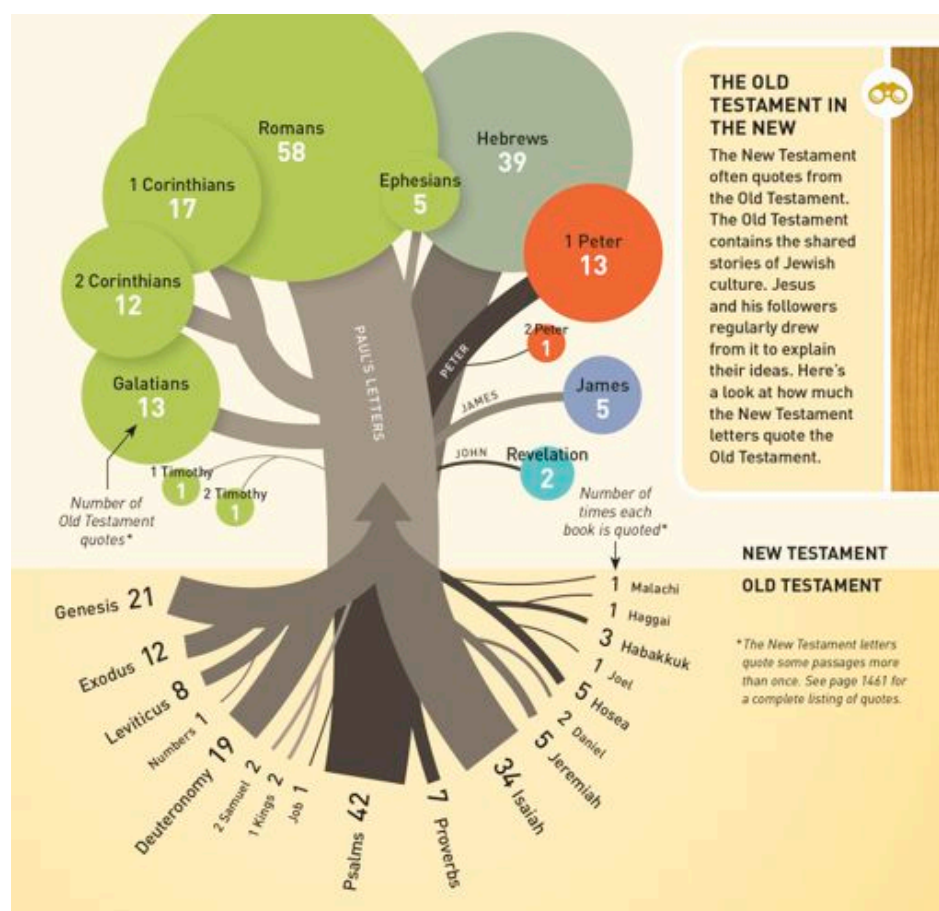 Romans
58
Hebrews
39
1 Corinthians
17
Ephesians
5
1 Peter
13
2 Corinthians
12
2 Peter
1
Galatians
13
James
5
1 Timothy
1
2 Timothy
1
Revelation
2
PAUL'S LETTERS
PETER
JAMES
JOHN
Number of
Old Testament
quotes*
Number of
times each
book is quoted*
THE OLD
TESTAMENT IN
THE NEW
The New Testament
often quotes from
the Old Testament.
The Old Testament
contains the shared
stories of Jewish
culture. Jesus
and his followers
regularly drew
from it to explain
their ideas. Here's
a look at how much
the New Testament
letters quote the
Old Testament.
NEW TESTAMENT
OLD TESTAMENT
*The New Testament letters
quote some passages more
than once. See page 1461 for
a complete listing of quotes.
Genesis 21
Exodus 12
Leviticus 8
Numbers 1
Deuteronomy 19
2 Samuel 2
1 Kings 2
Job 1
Psalms 42
7 Proverbs
34 Isaiah
5 Jeremiah
2 Daniel
5 Hosea
1 Joel
3 Habakkuk
1 Haggai
1 Malachi